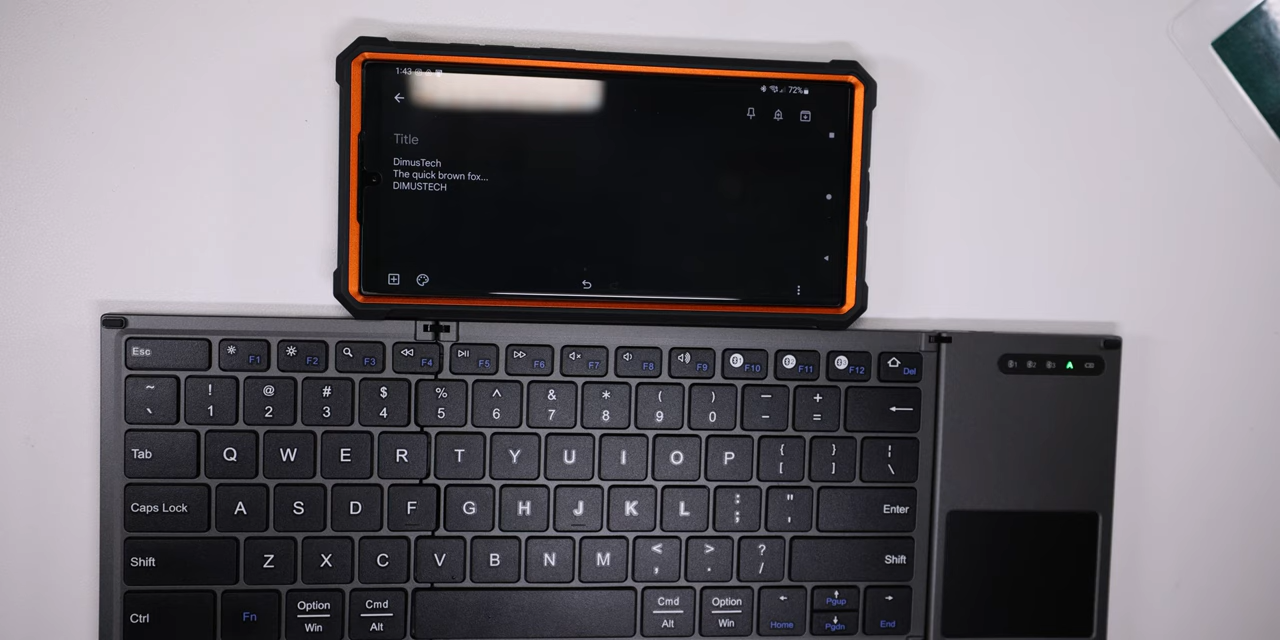 1:43
72%
Title
DimusTech
The quick brown fox...
DIMUSTECH
Esc F1 F2 F3 F4 F5 F6 F7 F8 F9 F10 F11 F12 Del
~ ! @ # $ % ^ & * ( ) − +
` 1 2 3 4 5 6 7 8 9 0 - =
Tab Q W E R T Y U I O P { [ } ] ¦ \
Caps Lock A S D F G H J K L : ; " ' Enter
Shift Z X C V B N M < , > . ? / Shift
Ctrl Fn Option Win Cmd Alt Cmd Alt Option Win Home Pgup Pgdn End
A